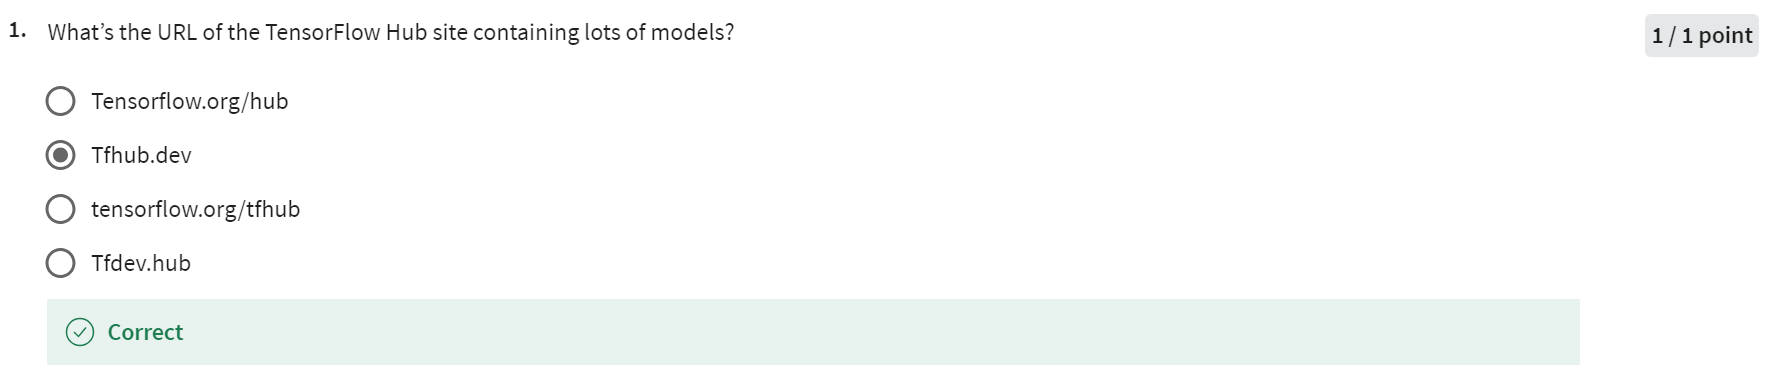 1. What’s the URL of the TensorFlow Hub site containing lots of models?
1 / 1 point
Tensorflow.org/hub
Tfhub.dev
tensorflow.org/tfhub
Tfdev.hub
Correct